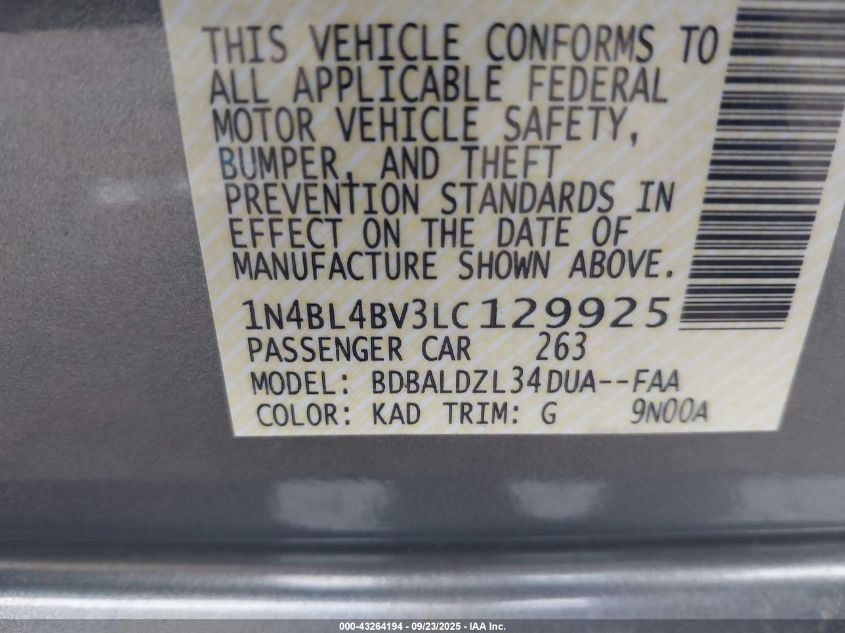 THIS VEHICLE CONFORMS TO
ALL APPLICABLE FEDERAL
MOTOR VEHICLE SAFETY,
BUMPER, AND THEFT
PREVENTION STANDARDS IN
EFFECT ON THE DATE OF
MANUFACTURE SHOWN ABOVE.
1N4BL4BV3LC129925
PASSENGER CAR 263
MODEL: BDBALDZL34DUA--FAA
COLOR: KAD TRIM: G 9N00A
000-43264194 - 09/23/2025 - IAA Inc.